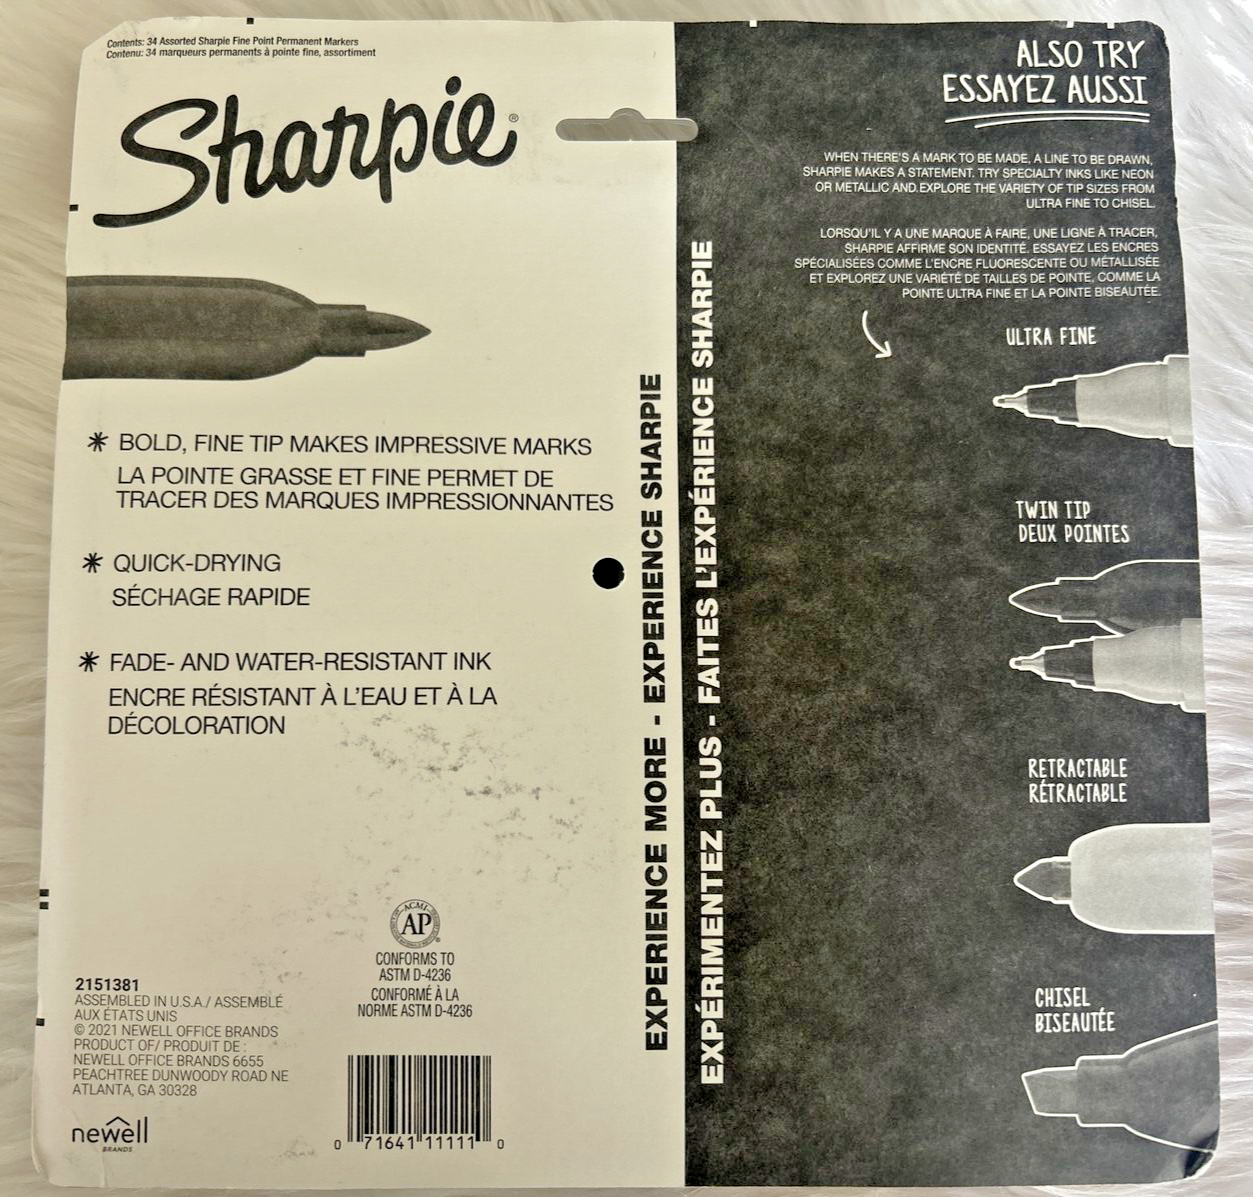 Contents: 34 Assorted Sharpie Fine Point Permanent Markers
Contenu: 34 marqueurs permanents à pointe fine, assortiment
Sharpie®
* BOLD, FINE TIP MAKES IMPRESSIVE MARKS
LA POINTE GRASSE ET FINE PERMET DE
TRACER DES MARQUES IMPRESSIONNANTES
* QUICK-DRYING
SÉCHAGE RAPIDE
* FADE- AND WATER-RESISTANT INK
ENCRE RÉSISTANT À L'EAU ET À LA
DÉCOLORATION
ACMI
AP
CONFORMS TO
ASTM D-4236
CONFORMÉ À LA
NORME ASTM D-4236
2151381
ASSEMBLED IN U.S.A./ ASSEMBLÉ
AUX ÉTATS UNIS
© 2021 NEWELL OFFICE BRANDS
PRODUCT OF/ PRODUIT DE :
NEWELL OFFICE BRANDS 6655
PEACHTREE DUNWOODY ROAD NE
ATLANTA, GA 30328
newell
BRANDS
0 71641 11111 0
EXPERIENCE MORE - EXPERIENCE SHARPIE
EXPÉRIMENTEZ PLUS - FAITES L'EXPÉRIENCE SHARPIE
ALSO TRY
ESSAYEZ AUSSI
WHEN THERE'S A MARK TO BE MADE, A LINE TO BE DRAWN,
SHARPIE MAKES A STATEMENT. TRY SPECIALTY INKS LIKE NEON
OR METALLIC AND EXPLORE THE VARIETY OF TIP SIZES FROM
ULTRA FINE TO CHISEL.
LORSQU'IL Y A UNE MARQUE À FAIRE, UNE LIGNE À TRACER,
SHARPIE AFFIRME SON IDENTITÉ. ESSAYEZ LES ENCRES
SPÉCIALISÉES COMME L'ENCRE FLUORESCENTE OU MÉTALLISÉE
ET EXPLOREZ UNE VARIÉTÉ DE TAILLES DE POINTE, COMME LA
POINTE ULTRA FINE ET LA POINTE BISEAUTÉE.
ULTRA FINE
TWIN TIP
DEUX POINTES
RETRACTABLE
RÉTRACTABLE
CHISEL
BISEAUTÉE